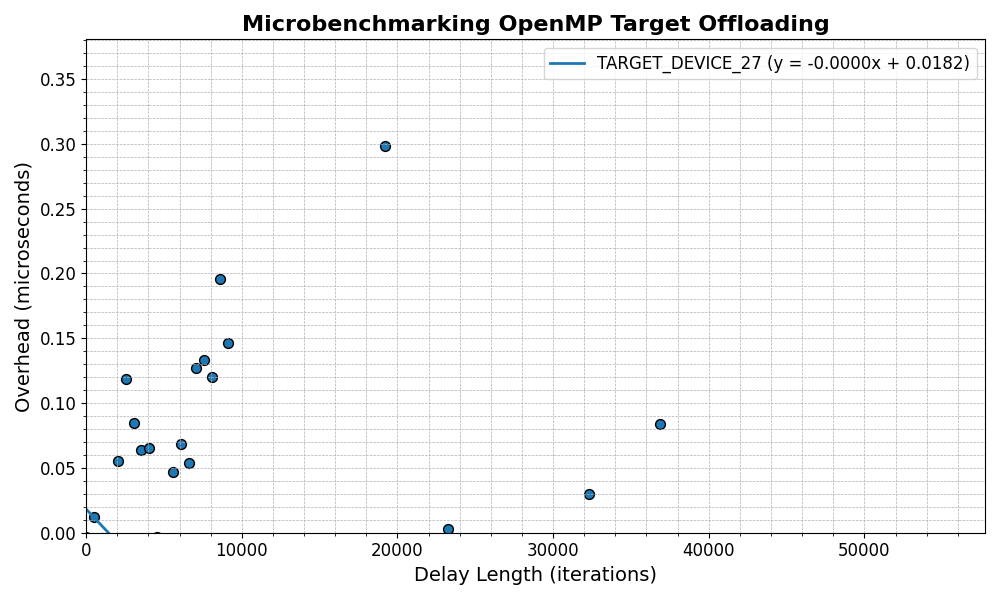 Microbenchmarking OpenMP Target Offloading
TARGET_DEVICE_27 (y = -0.0000x + 0.0182)
Overhead (microseconds)
0.35
0.30
0.25
0.20
0.15
0.10
0.05
0.00
0 10000 20000 30000 40000 50000
Delay Length (iterations)